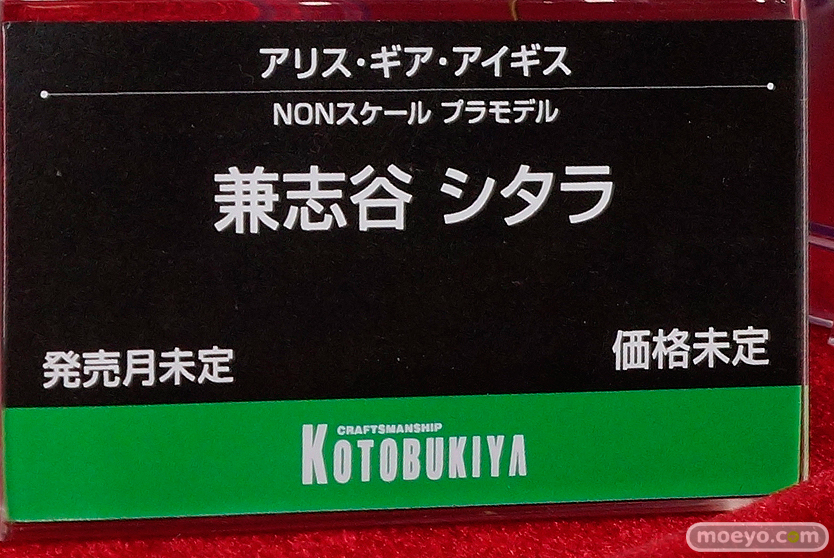 アリス・ギア・アイギス
NONスケール プラモデル
兼志谷 シタラ
発売月未定
価格未定
CRAFTSMANSHIP
KOTOBUKIYA
moeyo.com